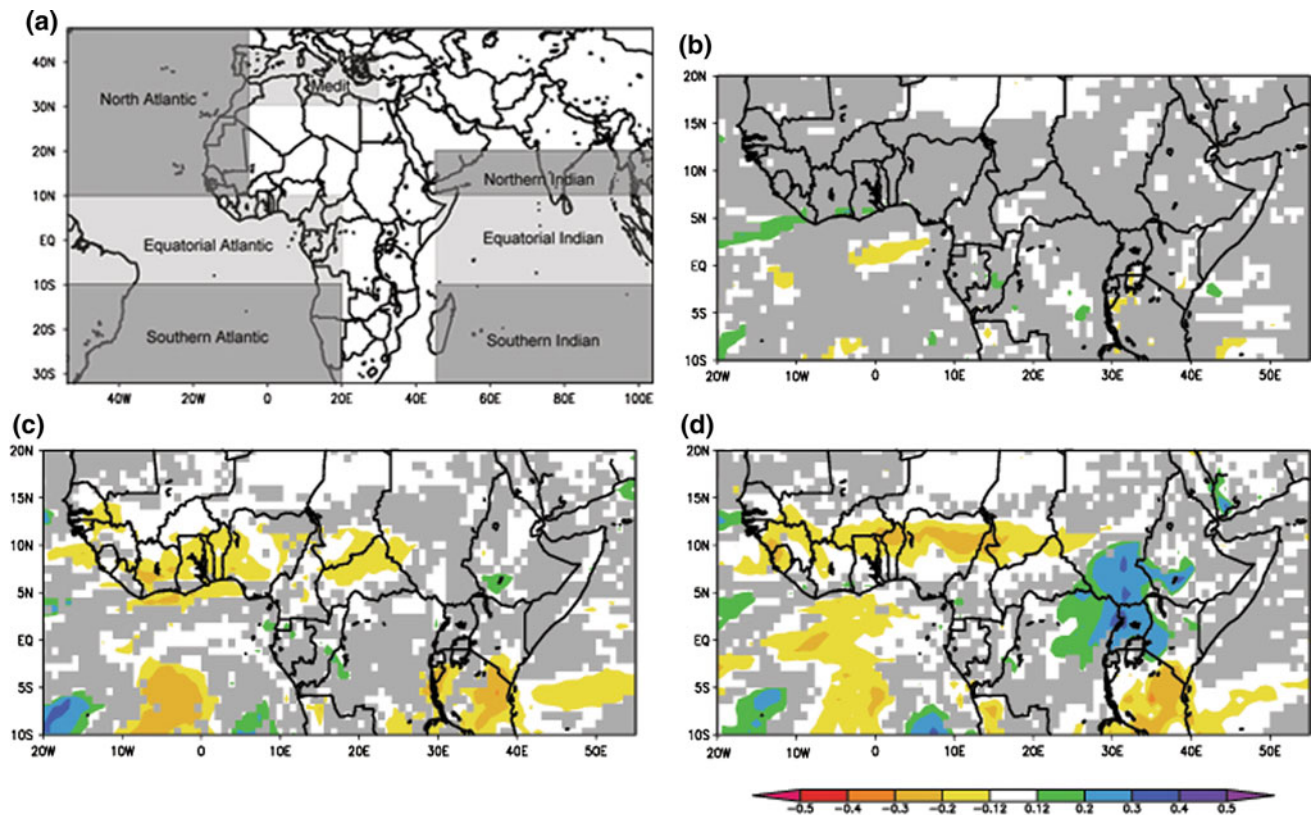 (a)
40N
30N
20N
10N
EQ
10S
20S
30S
40W
20W
0
20E
40E
60E
80E
100E
North Atlantic
Medit
Northern Indian
Equatorial Atlantic
Equatorial Indian
Southern Atlantic
Southern Indian
(b)
20N
15N
10N
5N
EQ
5S
10S
20W
10W
0
10E
20E
30E
40E
50E
(c)
20N
15N
10N
5N
EQ
5S
10S
20W
10W
0
10E
20E
30E
40E
50E
(d)
20N
15N
10N
5N
EQ
5S
10S
20W
10W
0
10E
20E
30E
40E
50E
-0.5 -0.4 -0.3 -0.2 -0.12 0.12 0.2 0.3 0.4 0.5